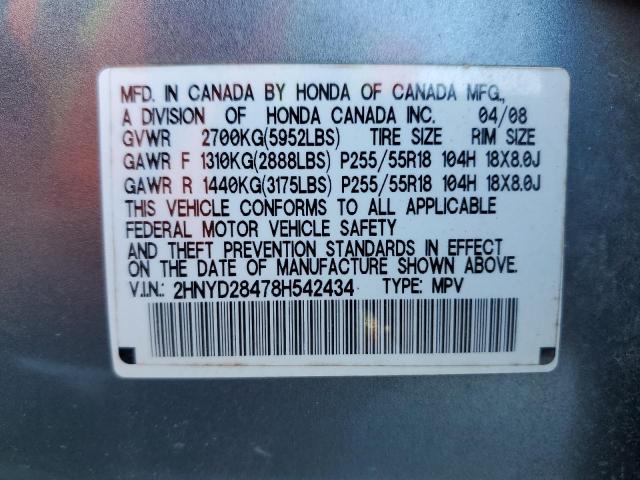 MFD. IN CANADA BY HONDA OF CANADA MFG.,
A DIVISION OF HONDA CANADA INC. 04/08
GVWR 2700KG(5952LBS) TIRE SIZE RIM SIZE
GAWR F 1310KG(2888LBS) P255/55R18 104H 18X8.0J
GAWR R 1440KG(3175LBS) P255/55R18 104H 18X8.0J
THIS VEHICLE CONFORMS TO ALL APPLICABLE
FEDERAL MOTOR VEHICLE SAFETY
AND THEFT PREVENTION STANDARDS IN EFFECT
ON THE DATE OF MANUFACTURE SHOWN ABOVE.
V.I.N.: 2HNYD28478H542434 TYPE: MPV